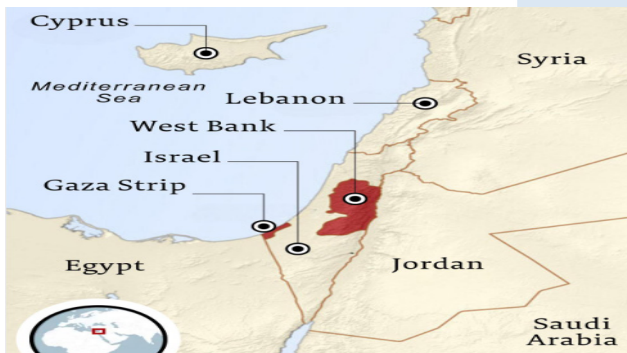 Cyprus
Mediterranean
Sea
Syria
Lebanon
West Bank
Israel
Gaza Strip
Egypt
Jordan
Saudi
Arabia